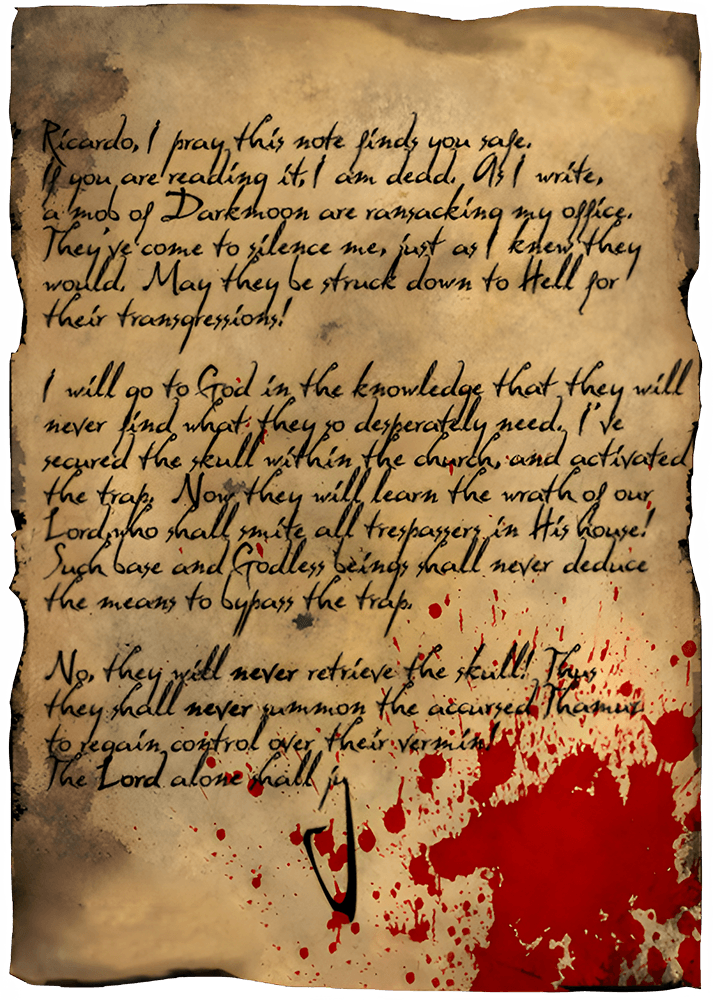 Ricardo, I pray this note finds you safe.
If you are reading it, I am dead. As I write,
a mob of Darkmoon are ransacking my office.
They've come to silence me, just as I knew they
would. May they be struck down to Hell for
their transgressions!
I will go to God in the knowledge that they will
never find what they so desperately need. I've
secured the skull within the church, and activated
the trap. Now they will learn the wrath of our
Lord who shall smite all trespassers in His house!
Such base and Godless beings shall never deduce
the means to bypass the trap.
No, they will never retrieve the skull! Thus
they shall never summon the accursed Thamuz
to regain control over their vermin!
The Lord alone shall ju